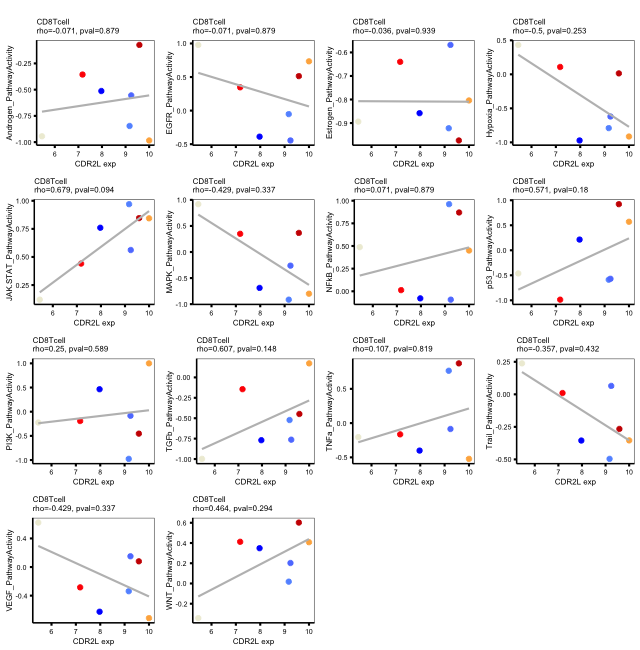 CD8Tcell
rho=-0.071, pval=0.879
Androgen_PathwayActivity
-0.25
-0.50
-0.75
-1.00
6 7 8 9 10
CDR2L exp
CD8Tcell
rho=-0.071, pval=0.879
EGFR_PathwayActivity
1.0
0.5
0.0
-0.5
6 7 8 9 10
CDR2L exp
CD8Tcell
rho=-0.036, pval=0.939
Estrogen_PathwayActivity
-0.6
-0.7
-0.8
-0.9
6 7 8 9 10
CDR2L exp
CD8Tcell
rho=-0.5, pval=0.253
Hypoxia_PathwayActivity
0.5
0.0
-0.5
-1.0
6 7 8 9 10
CDR2L exp
CD8Tcell
rho=0.679, pval=0.094
JAK-STAT_PathwayActivity
1.00
0.75
0.50
0.25
6 7 8 9 10
CDR2L exp
CD8Tcell
rho=-0.429, pval=0.337
MAPK_PathwayActivity
1.0
0.5
0.0
-0.5
-1.0
6 7 8 9 10
CDR2L exp
CD8Tcell
rho=0.071, pval=0.879
NFkB_PathwayActivity
1.00
0.75
0.50
0.25
0.00
6 7 8 9 10
CDR2L exp
CD8Tcell
rho=0.571, pval=0.18
p53_PathwayActivity
1.0
0.5
0.0
-0.5
-1.0
6 7 8 9 10
CDR2L exp
CD8Tcell
rho=0.25, pval=0.589
PI3K_PathwayActivity
1.0
0.5
0.0
-0.5
-1.0
6 7 8 9 10
CDR2L exp
CD8Tcell
rho=0.607, pval=0.148
TGFb_PathwayActivity
0.00
-0.25
-0.50
-0.75
-1.00
6 7 8 9 10
CDR2L exp
CD8Tcell
rho=0.107, pval=0.819
TNFa_PathwayActivity
0.5
0.0
-0.5
6 7 8 9 10
CDR2L exp
CD8Tcell
rho=-0.357, pval=0.432
Trail_PathwayActivity
0.25
0.00
-0.25
-0.50
6 7 8 9 10
CDR2L exp
CD8Tcell
rho=-0.429, pval=0.337
VEGF_PathwayActivity
0.4
0.0
-0.4
6 7 8 9 10
CDR2L exp
CD8Tcell
rho=0.464, pval=0.294
WNT_PathwayActivity
0.6
0.4
0.2
0.0
-0.2
6 7 8 9 10
CDR2L exp